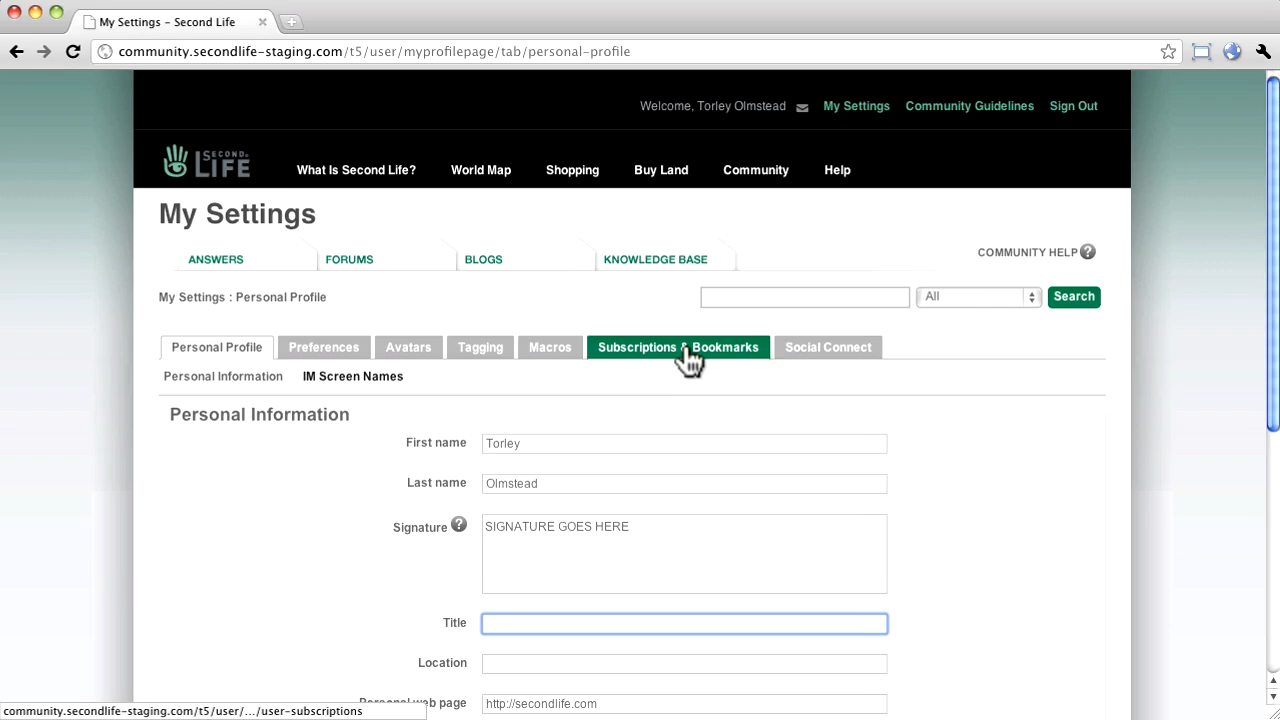 My Settings – Second Life
community.secondlife-staging.com/t5/user/myprofilepage/tab/personal-profile
Welcome, Torley Olmstead My Settings Community Guidelines Sign Out
SECOND LIFE What Is Second Life? World Map Shopping Buy Land Community Help
My Settings
ANSWERS FORUMS BLOGS KNOWLEDGE BASE COMMUNITY HELP ?
My Settings : Personal Profile All Search
Personal Profile Preferences Avatars Tagging Macros Subscriptions & Bookmarks Social Connect
Personal Information IM Screen Names
Personal Information
First name Torley
Last name Olmstead
Signature ? SIGNATURE GOES HERE
Title
Location
Personal web page http://secondlife.com
community.secondlife-staging.com/t5/user/.../user-subscriptions